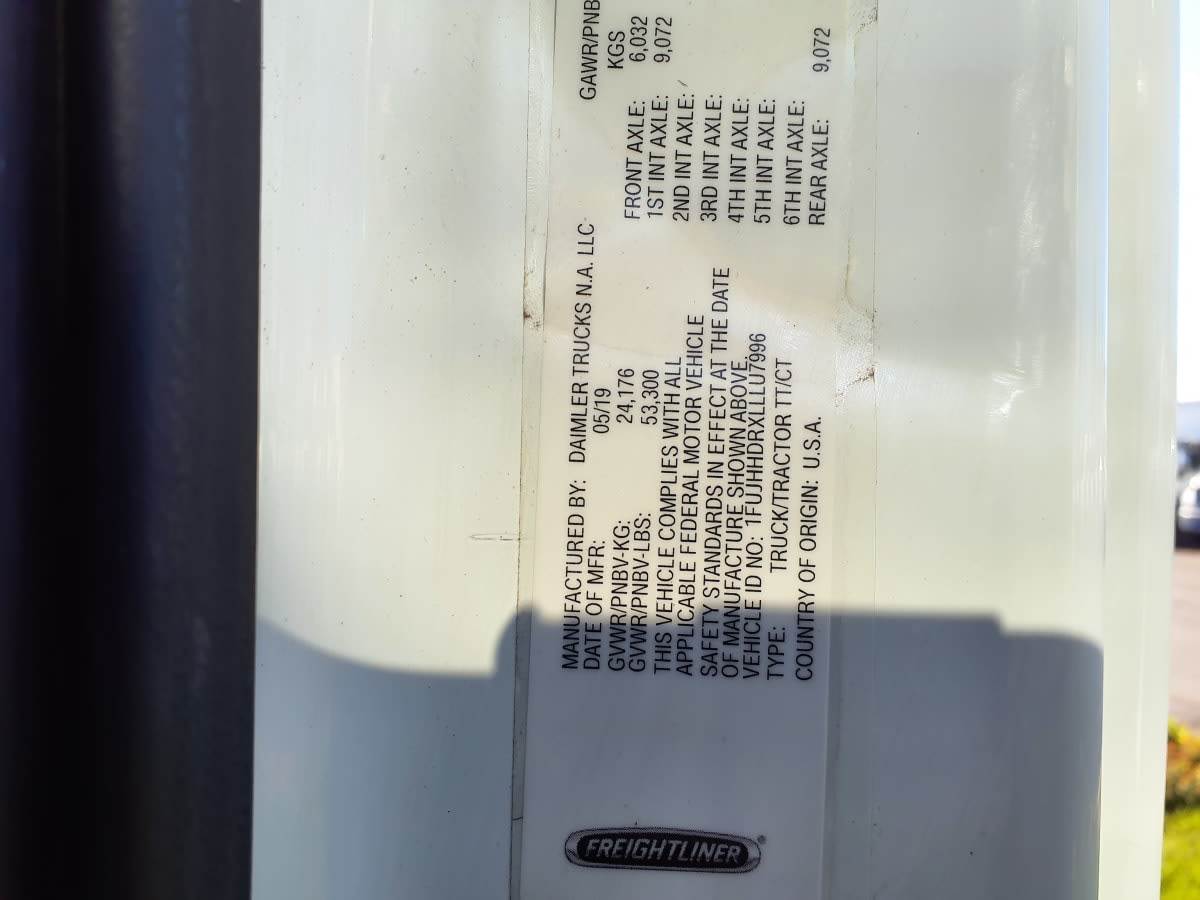 FREIGHTLINER
MANUFACTURED BY: DAIMLER TRUCKS N.A. LLC
DATE OF MFR: 05/19
GVWR/PNBV-KG: 24,176
GVWR/PNBV-LBS: 53,300
THIS VEHICLE COMPLIES WITH ALL
APPLICABLE FEDERAL MOTOR VEHICLE
SAFETY STANDARDS IN EFFECT AT THE DATE
OF MANUFACTURE SHOWN ABOVE.
VEHICLE ID NO: 1FUJHHDRXLLLU7996
TYPE: TRUCK/TRACTOR TT/CT
COUNTRY OF ORIGIN: U.S.A.
GAWR/PNB
KGS
FRONT AXLE: 6,032
1ST INT AXLE: 9,072
2ND INT AXLE:
3RD INT AXLE:
4TH INT AXLE:
5TH INT AXLE:
6TH INT AXLE:
REAR AXLE: 9,072